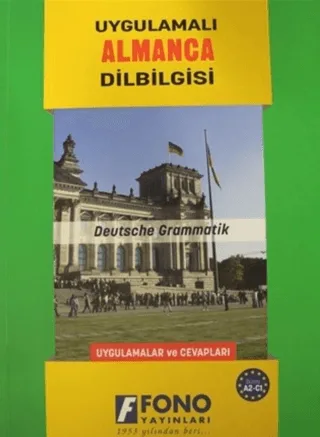 UYGULAMALI
ALMANCA
DİLBİLGİSİ
Deutsche Grammatik
UYGULAMALAR ve CEVAPLARI
A2-C1
FONO
YAYINLARI
1953 yılından beri...